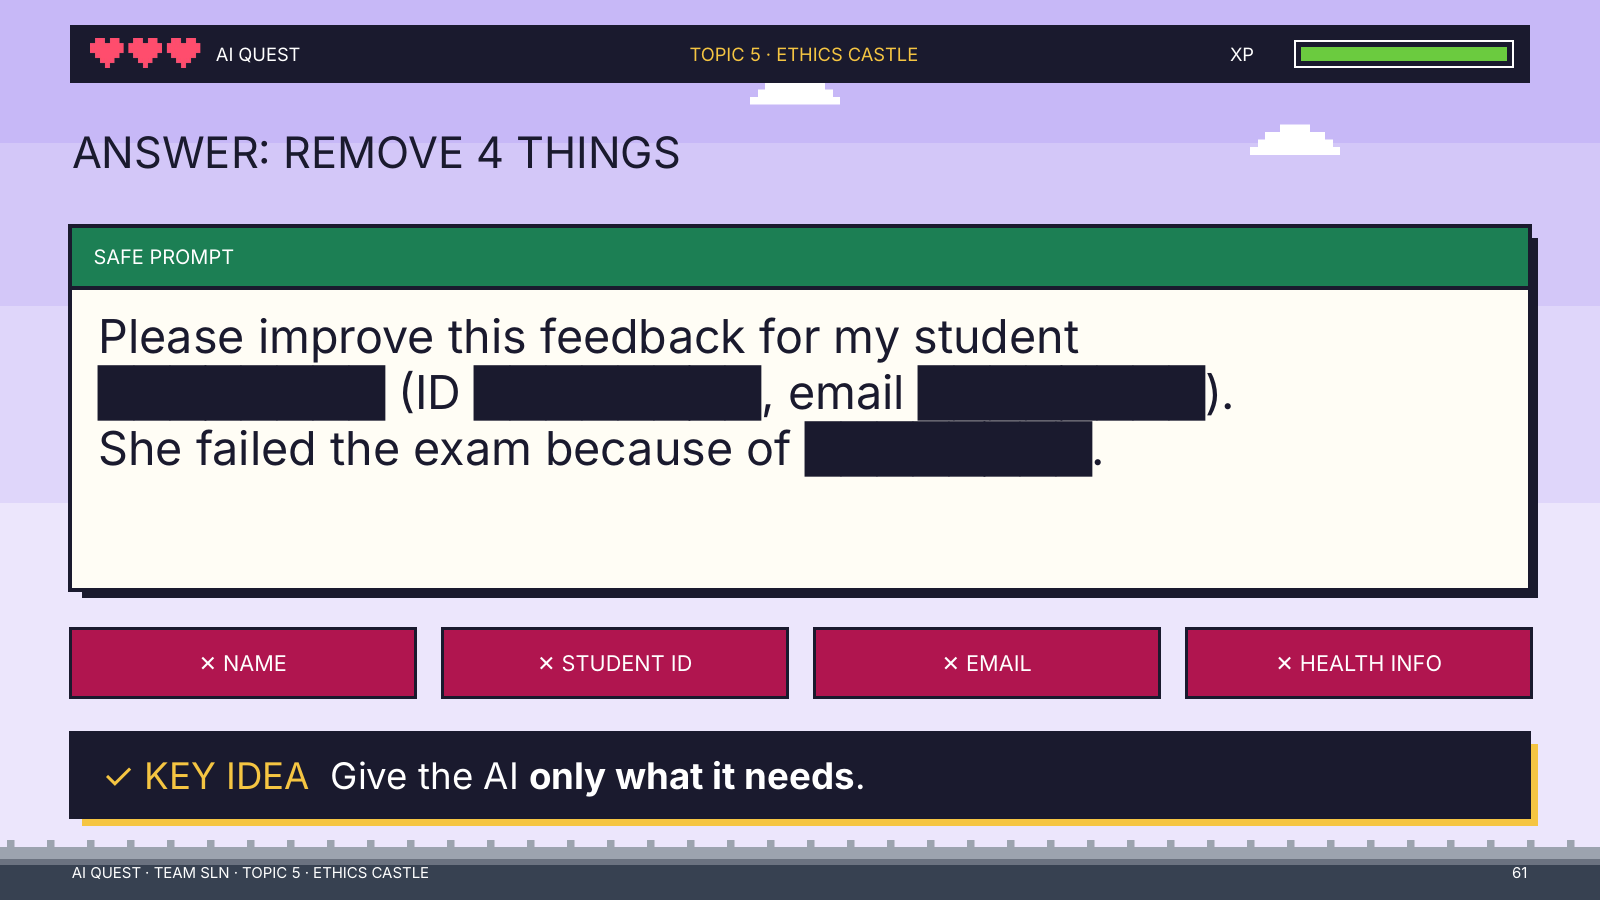 AI QUEST
TOPIC 5 · ETHICS CASTLE
XP
ANSWER: REMOVE 4 THINGS
SAFE PROMPT
Please improve this feedback for my student
██████████ (ID ██████████, email ██████████).
She failed the exam because of ██████████.
✕ NAME
✕ STUDENT ID
✕ EMAIL
✕ HEALTH INFO
✓ KEY IDEA Give the AI only what it needs.
AI QUEST · TEAM SLN · TOPIC 5 · ETHICS CASTLE
61